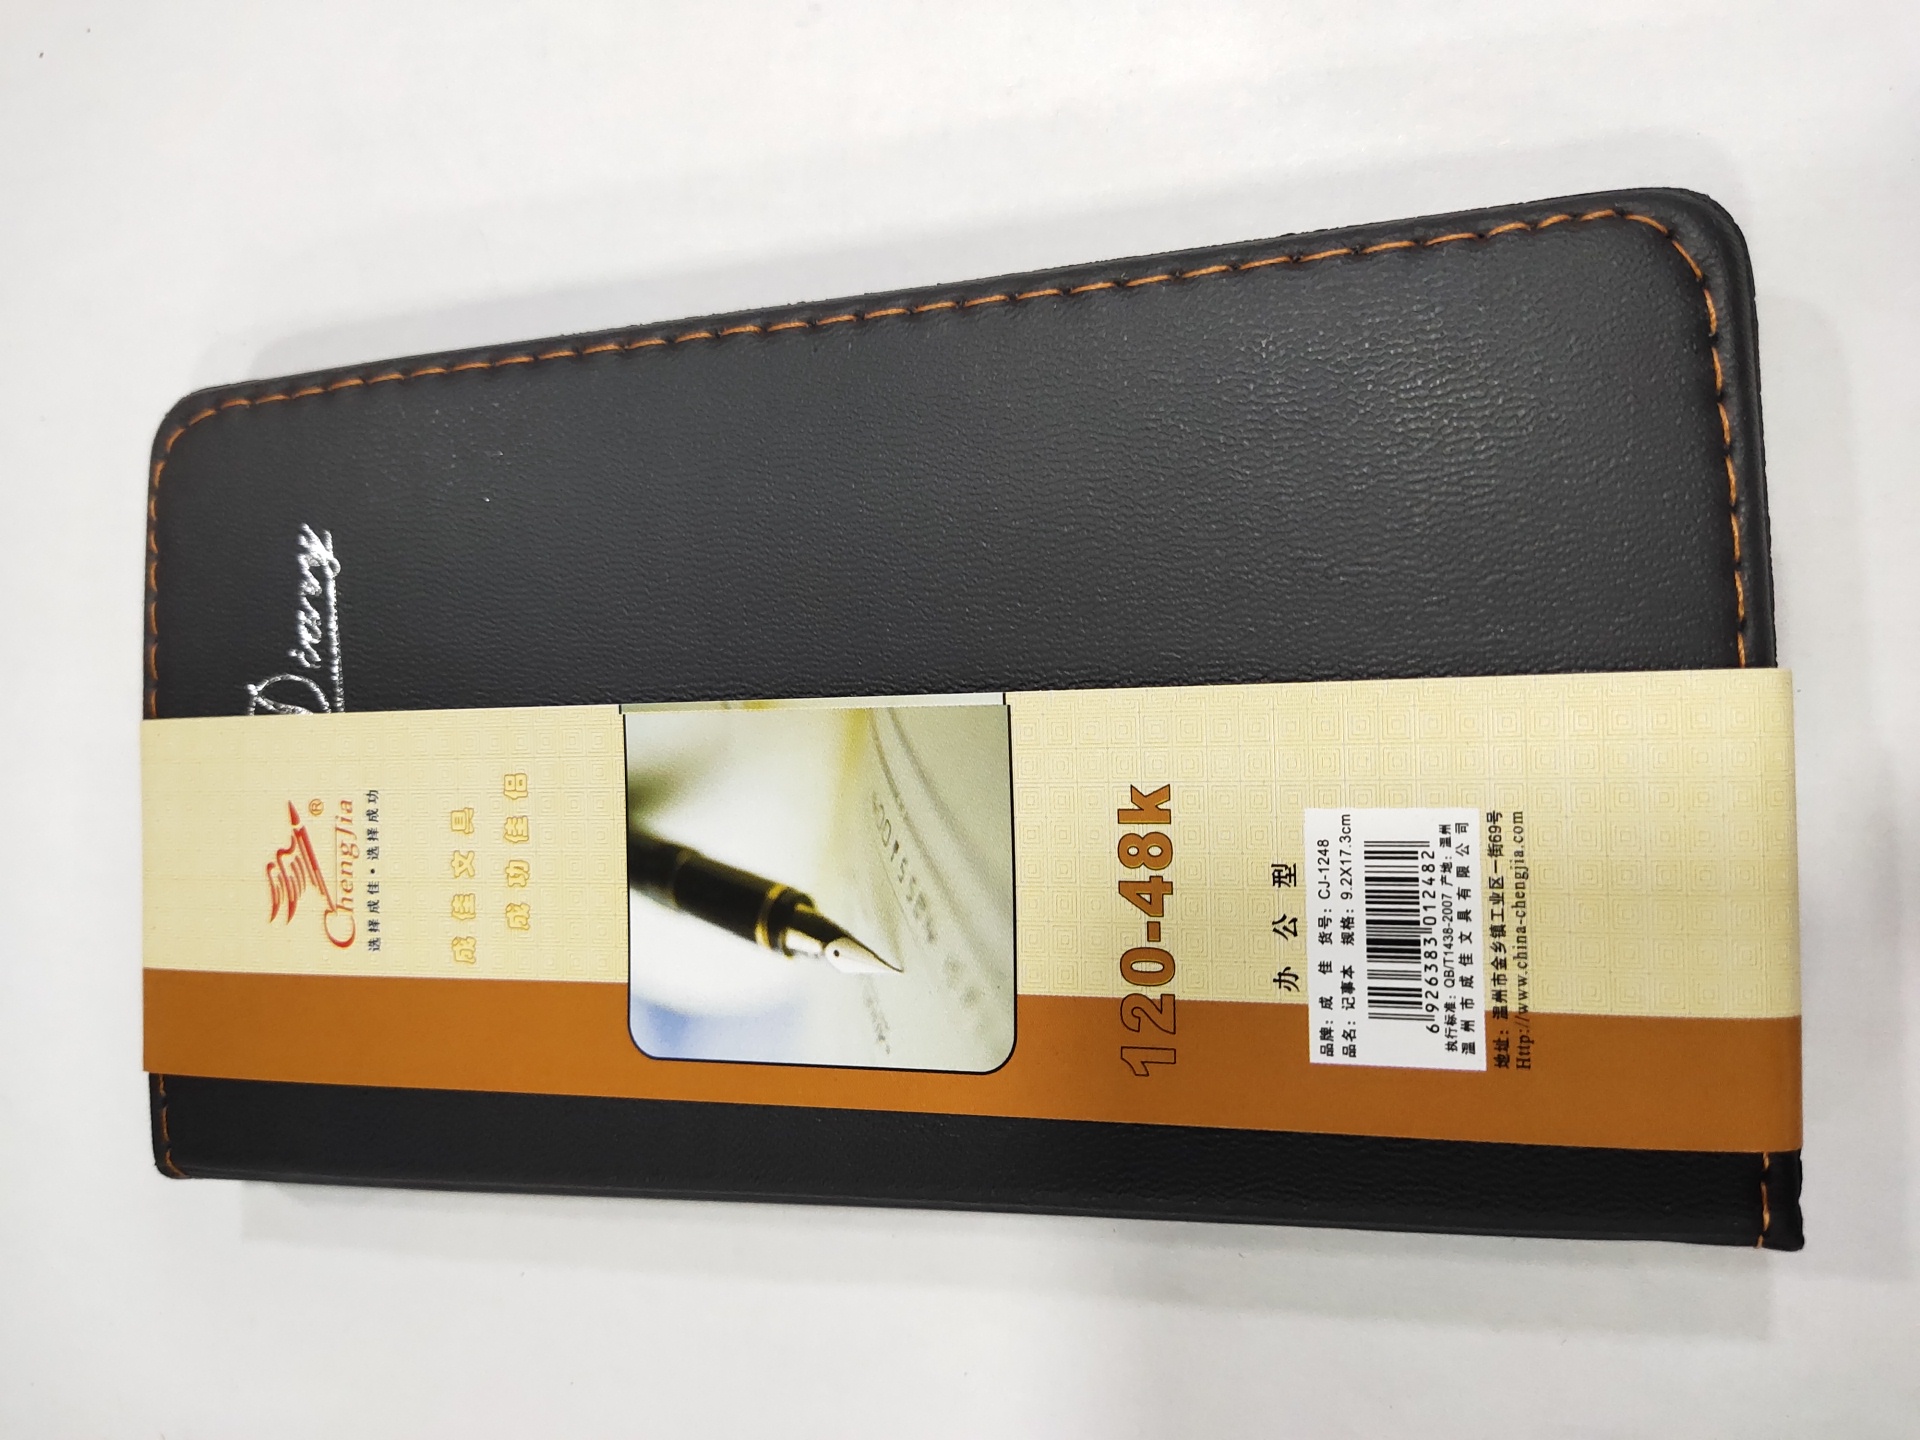 Diary
®
ChengJia
选择成佳·选择成功
成佳文具
成功佳侣
120-48k
办公型
品牌：成佳 货号：CJ-1248
品名：记事本 规格：9.2X17.3cm
6 926383 012482
执行标准：QB/T1438-2007 产地：温州
温州市成佳文具有限公司
地址：温州市金乡镇工业区一街69号
Http://www.china-chengjia.com